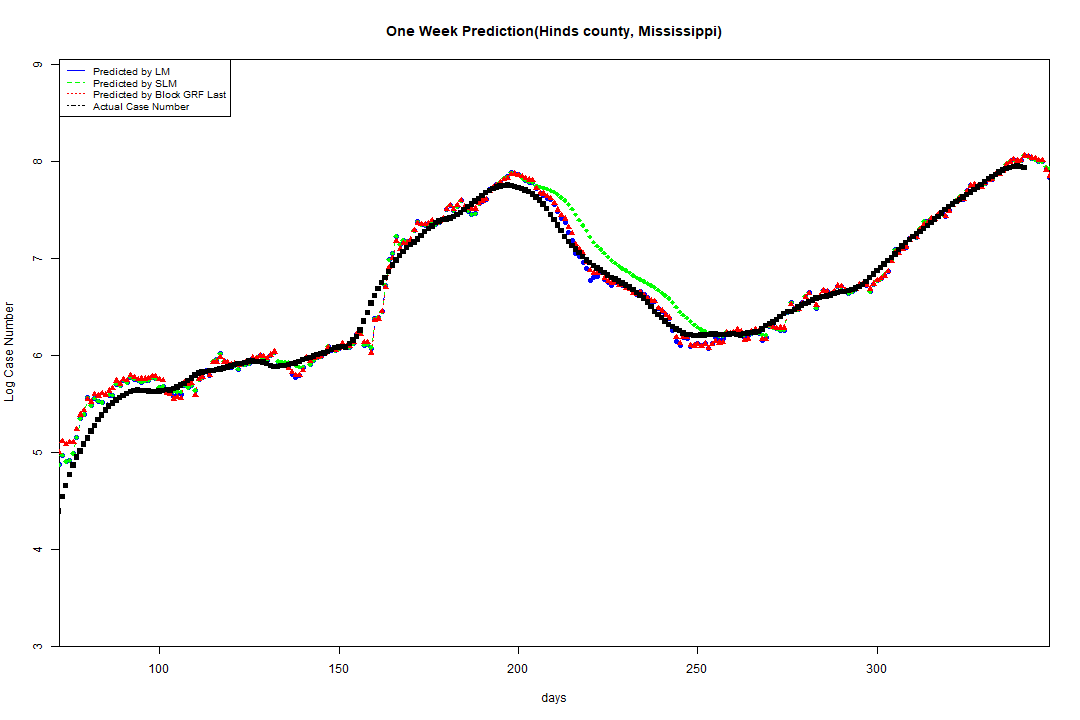 One Week Prediction(Hinds county, Mississippi)
Predicted by LM
Predicted by SLM
Predicted by Block GRF Last
Actual Case Number
9
8
7
6
5
4
3
Log Case Number
100 150 200 250 300
days